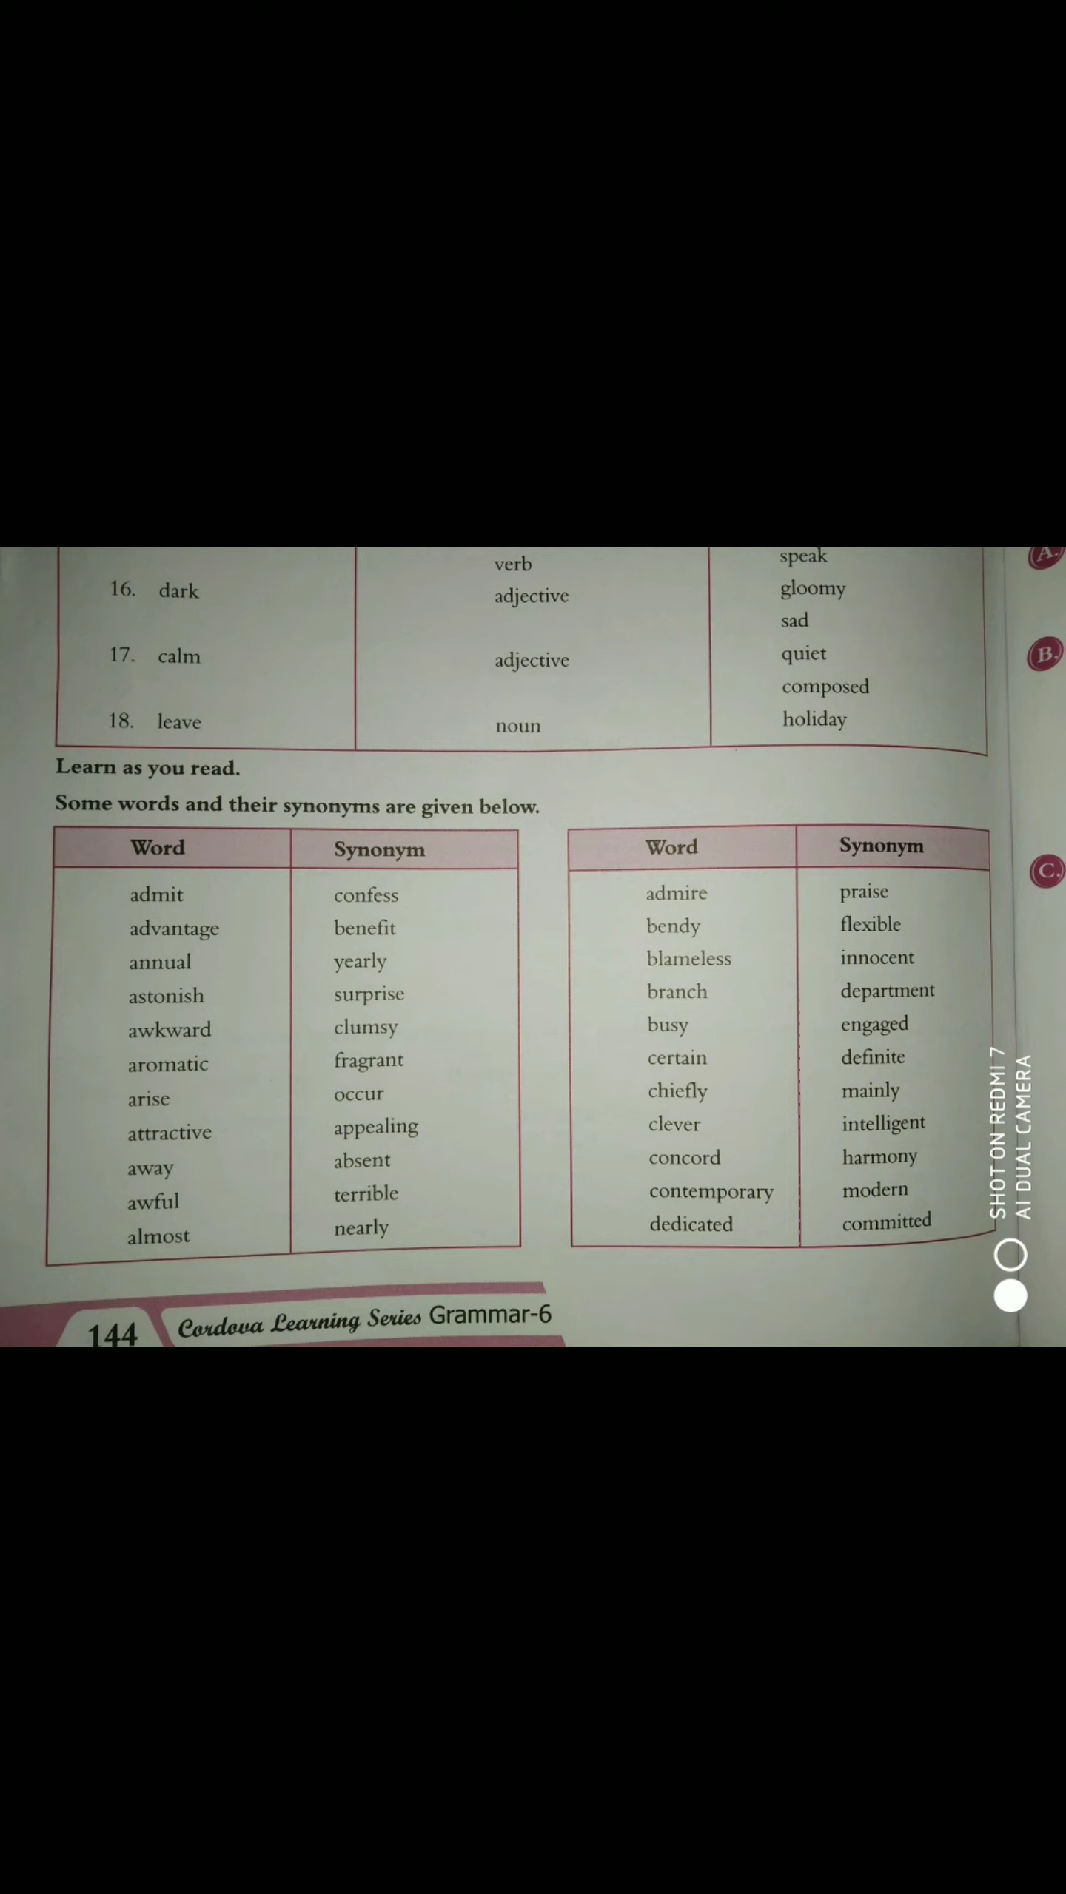 verb speak
16. dark adjective gloomy
sad
17. calm adjective quiet
composed
18. leave noun holiday
Learn as you read.
Some words and their synonyms are given below.
Word Synonym
admit confess
advantage benefit
annual yearly
astonish surprise
awkward clumsy
aromatic fragrant
arise occur
attractive appealing
away absent
awful terrible
almost nearly
Word Synonym
admire praise
bendy flexible
blameless innocent
branch department
busy engaged
certain definite
chiefly mainly
clever intelligent
concord harmony
contemporary modern
dedicated committed
144 Cordova Learning Series Grammar-6
A.
B.
C.
SHOT ON REDMI 7
AI DUAL CAMERA